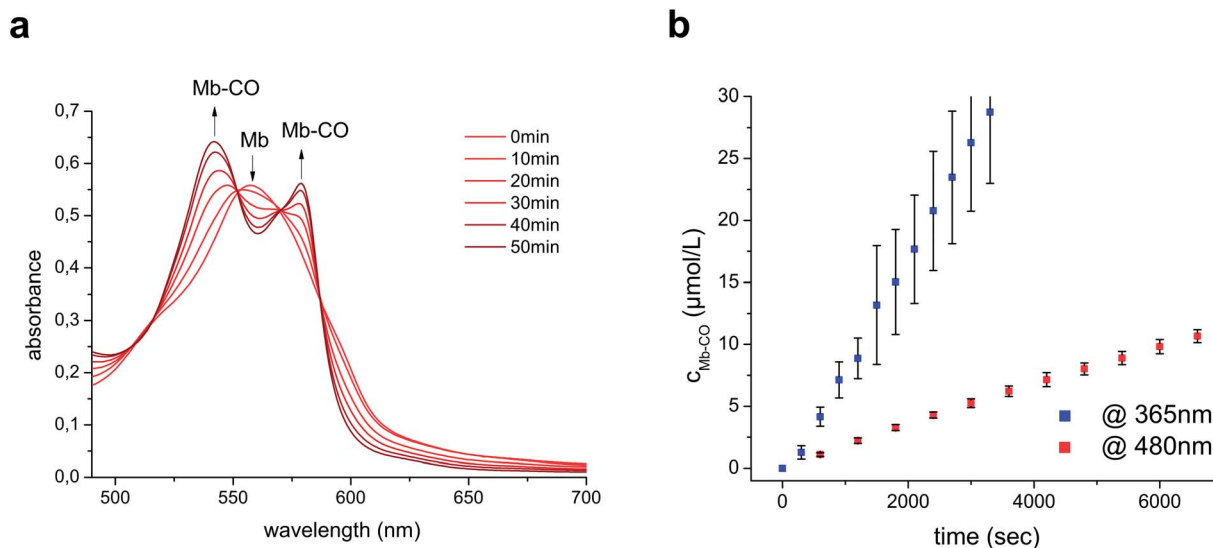 a
Mb-CO
Mb
Mb-CO
0,7
0,6
0,5
0,4
0,3
0,2
0,1
0,0
absorbance
0min
10min
20min
30min
40min
50min
500 550 600 650 700
wavelength (nm)
b
30
25
20
15
10
5
0
c Mb-CO (μmol/L)
@ 365nm
@ 480nm
0 2000 4000 6000
time (sec)